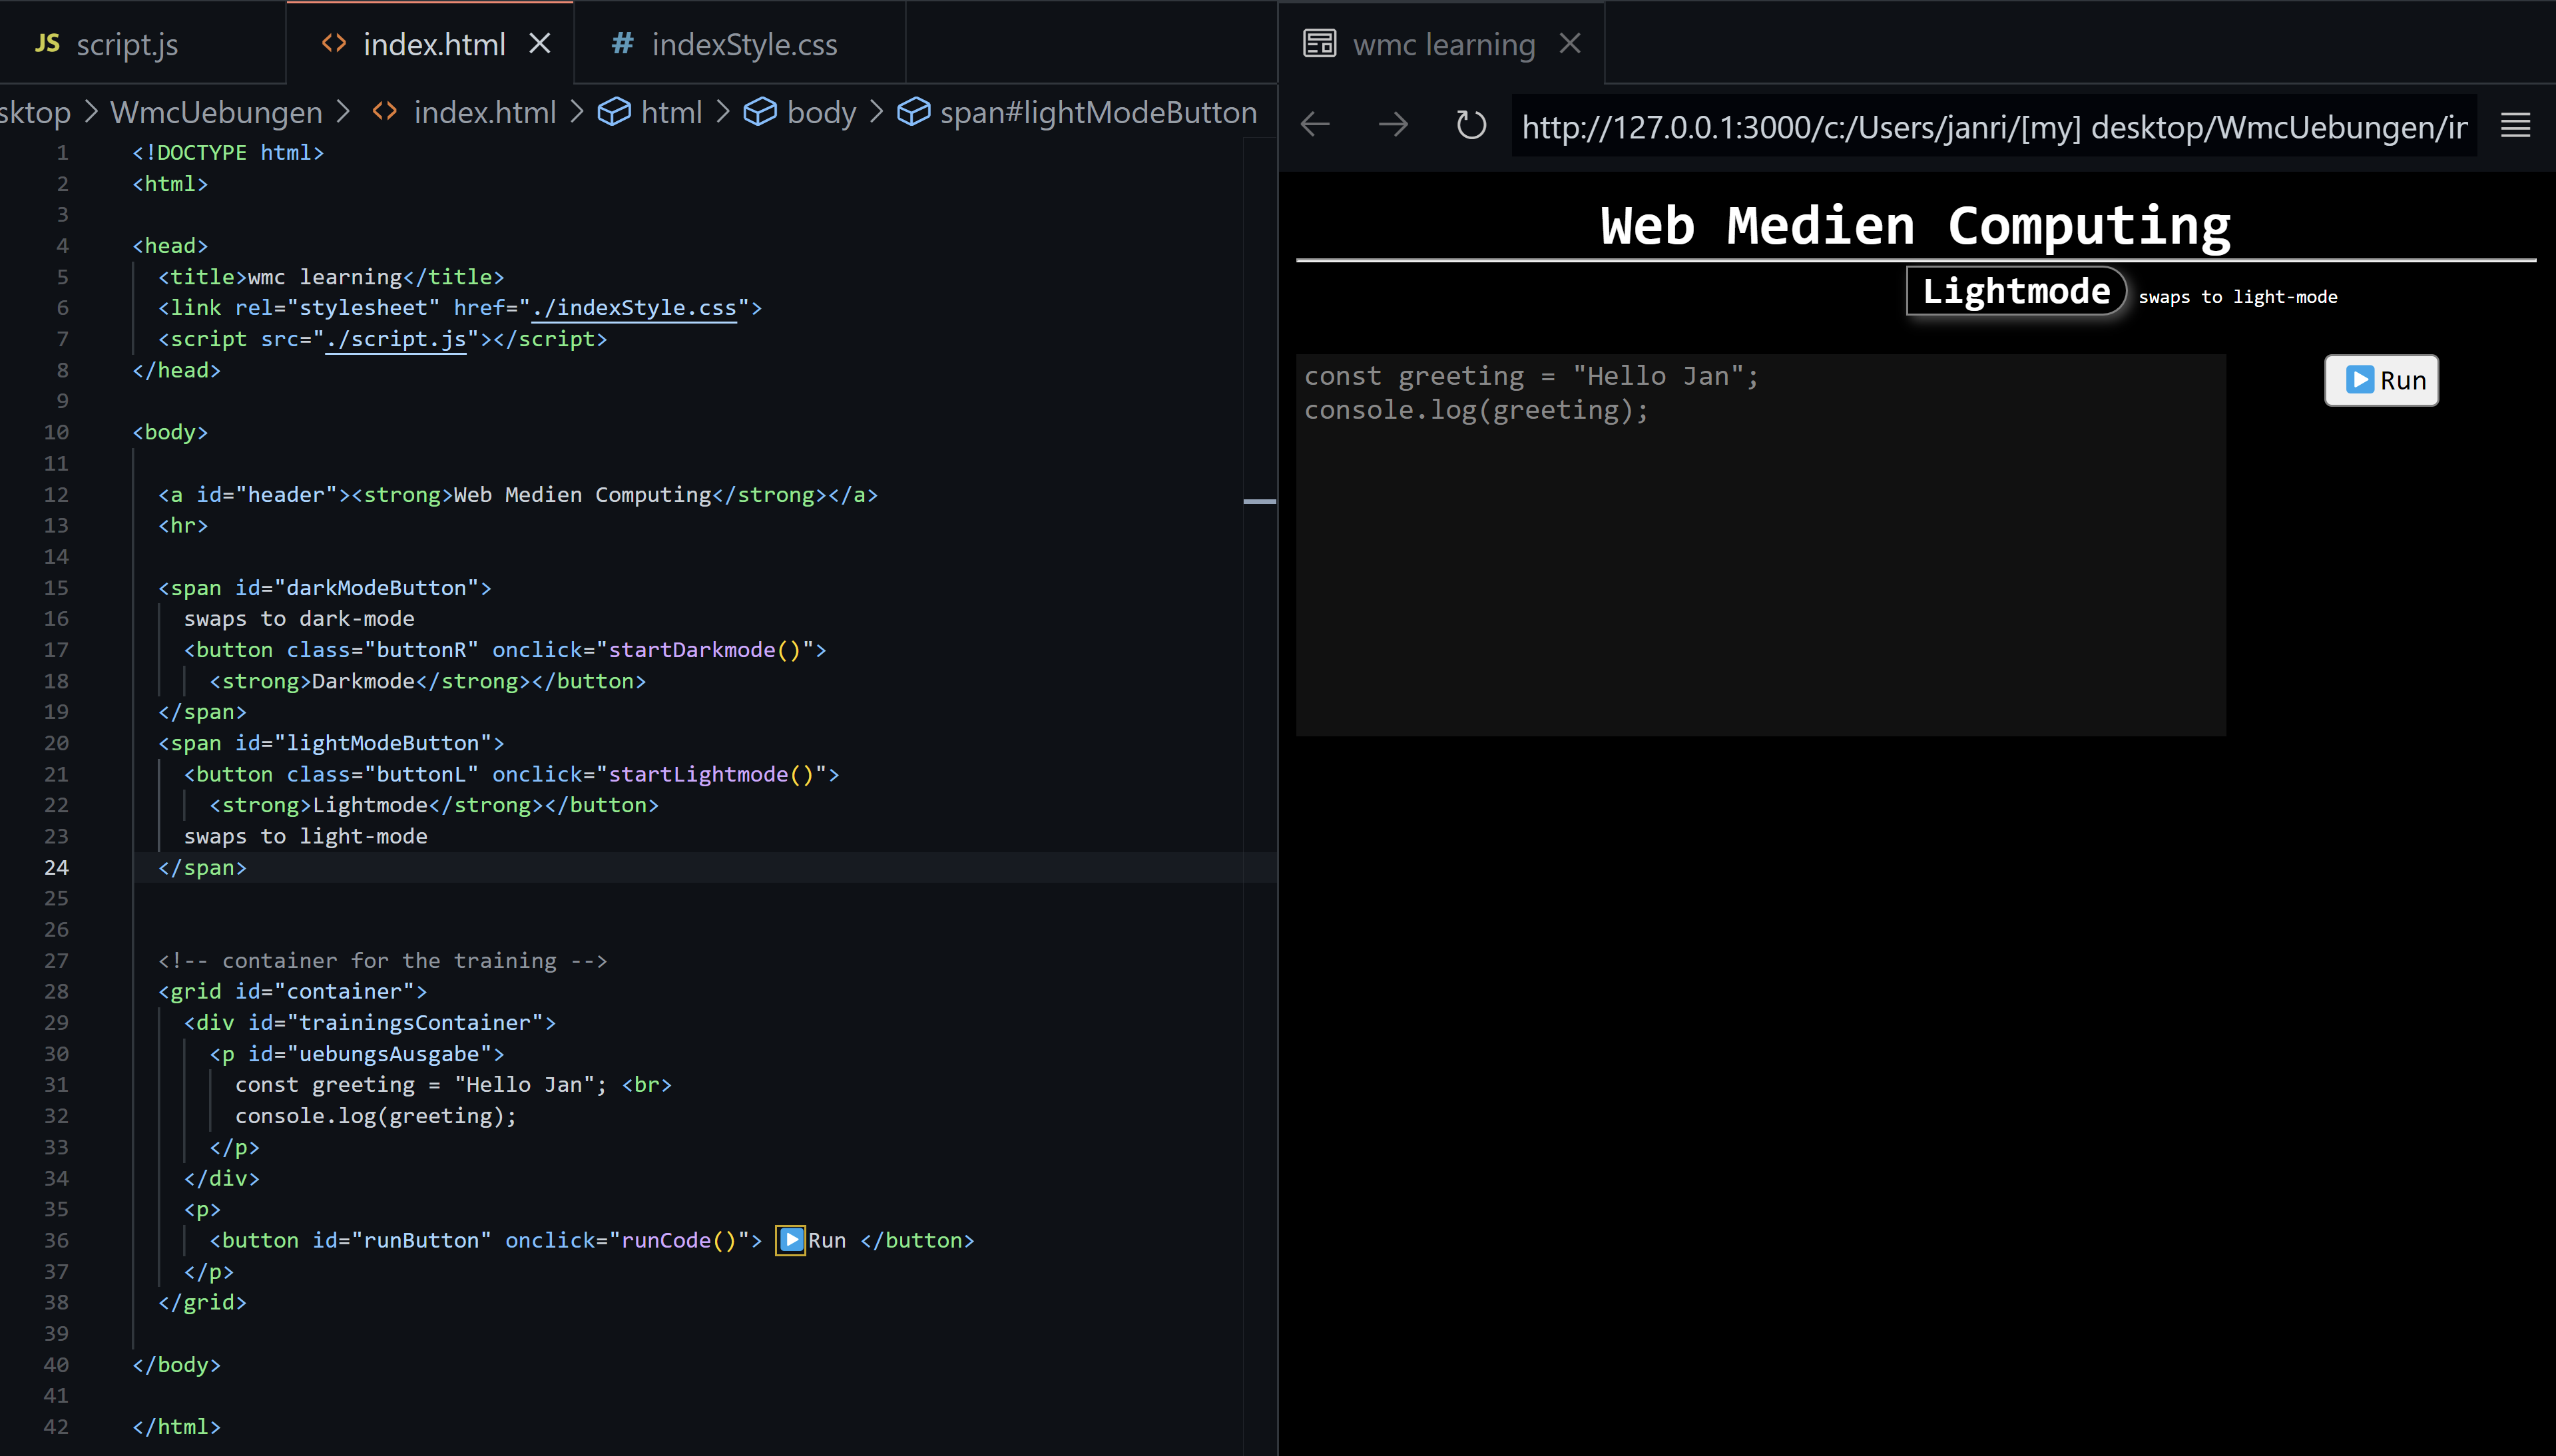 JS script.js
<> index.html
# indexStyle.css
sktop > WmcUebungen > <> index.html > html > body > span#lightModeButton
1 <!DOCTYPE html>
2 <html>
3
4 <head>
5 <title>wmc learning</title>
6 <link rel="stylesheet" href="./indexStyle.css">
7 <script src="./script.js"></script>
8 </head>
9
10 <body>
11
12 <a id="header"><strong>Web Medien Computing</strong></a>
13 <hr>
14
15 <span id="darkModeButton">
16 swaps to dark-mode
17 <button class="buttonR" onclick="startDarkmode()">
18 <strong>Darkmode</strong></button>
19 </span>
20 <span id="lightModeButton">
21 <button class="buttonL" onclick="startLightmode()">
22 <strong>Lightmode</strong></button>
23 swaps to light-mode
24 </span>
25
26
27 <!-- container for the training -->
28 <grid id="container">
29 <div id="trainingsContainer">
30 <p id="uebungsAusgabe">
31 const greeting = "Hello Jan"; <br>
32 console.log(greeting);
33 </p>
34 </div>
35 <p>
36 <button id="runButton" onclick="runCode()"> ▶️Run </button>
37 </p>
38 </grid>
39
40 </body>
41
42 </html>
wmc learning
http://127.0.0.1:3000/c:/Users/janri/[my] desktop/WmcUebungen/ir
Web Medien Computing
Lightmode swaps to light-mode
const greeting = "Hello Jan";
console.log(greeting);
▶️Run